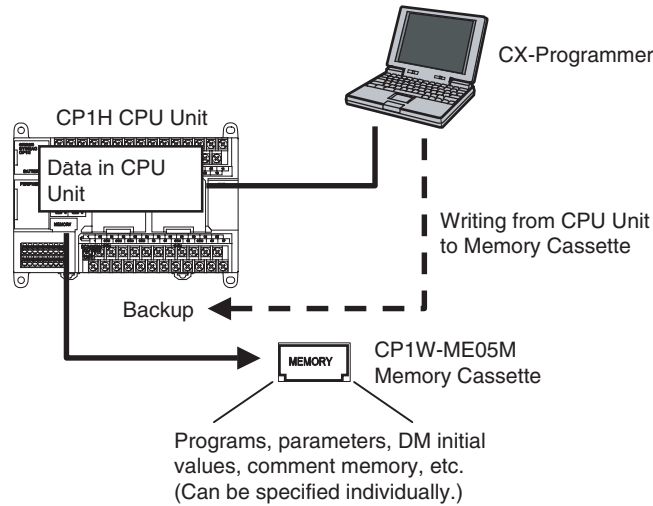 CX-Programmer
CP1H CPU Unit
Data in CPU
Unit
MEMORY
Writing from CPU Unit
to Memory Cassette
Backup
MEMORY
CP1W-ME05M
Memory Cassette
Programs, parameters, DM initial
values, comment memory, etc.
(Can be specified individually.)